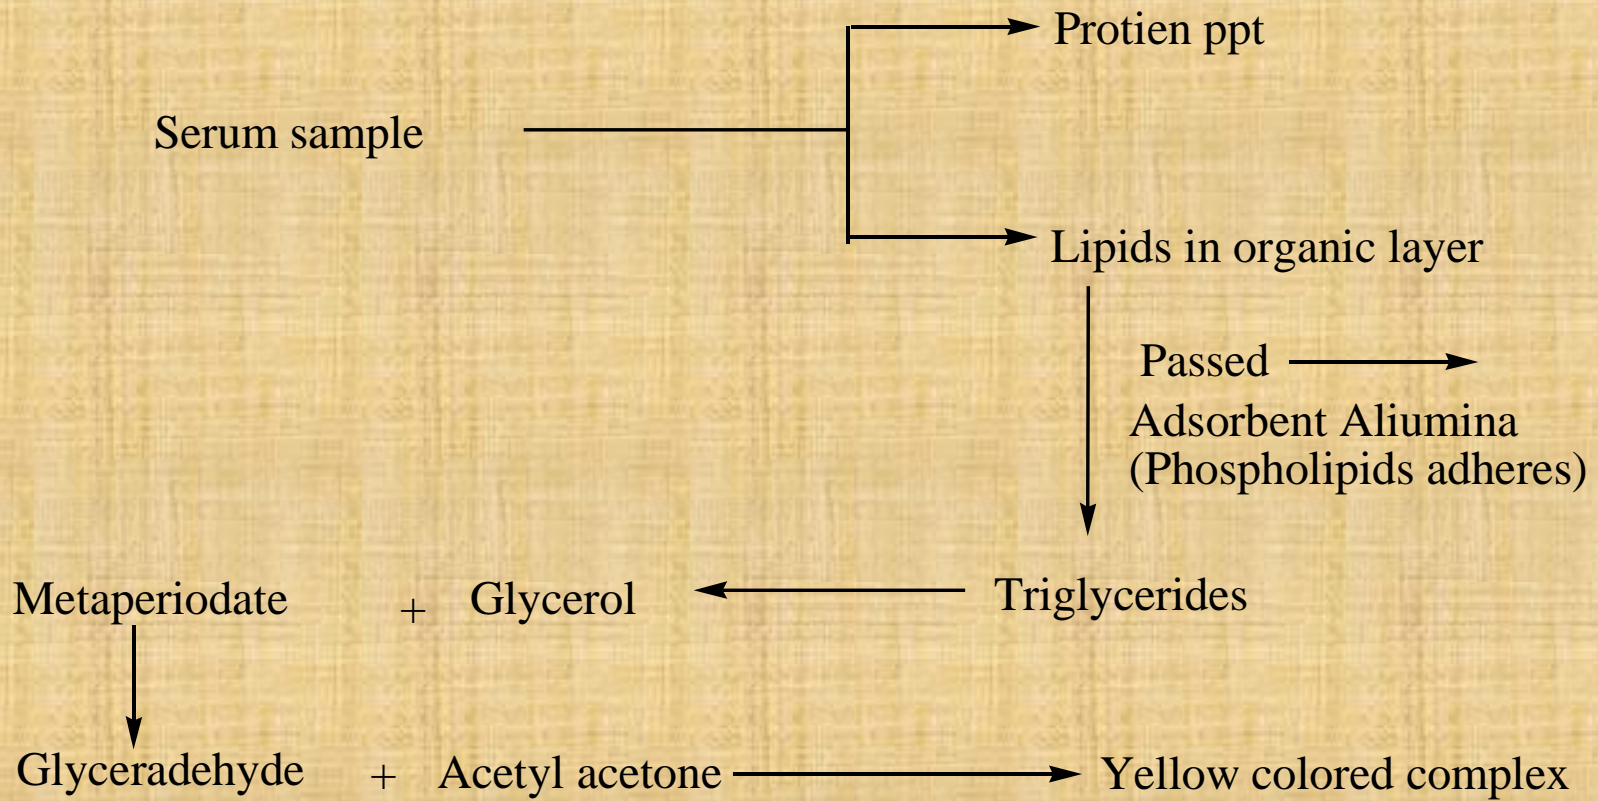 Protien ppt
Serum sample
Lipids in organic layer
Passed
Adsorbent Aliumina
(Phospholipids adheres)
Metaperiodate + Glycerol Triglycerides
Glyceradehyde + Acetyl acetone Yellow colored complex